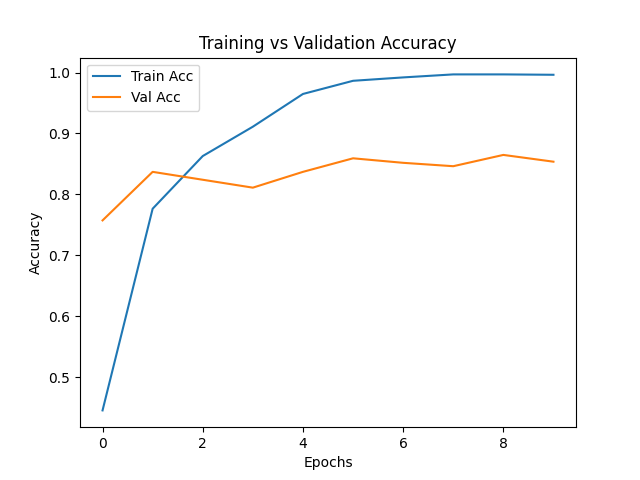 Training vs Validation Accuracy
Train Acc
Val Acc
1.0
0.9
0.8
0.7
0.6
0.5
Accuracy
0 2 4 6 8
Epochs